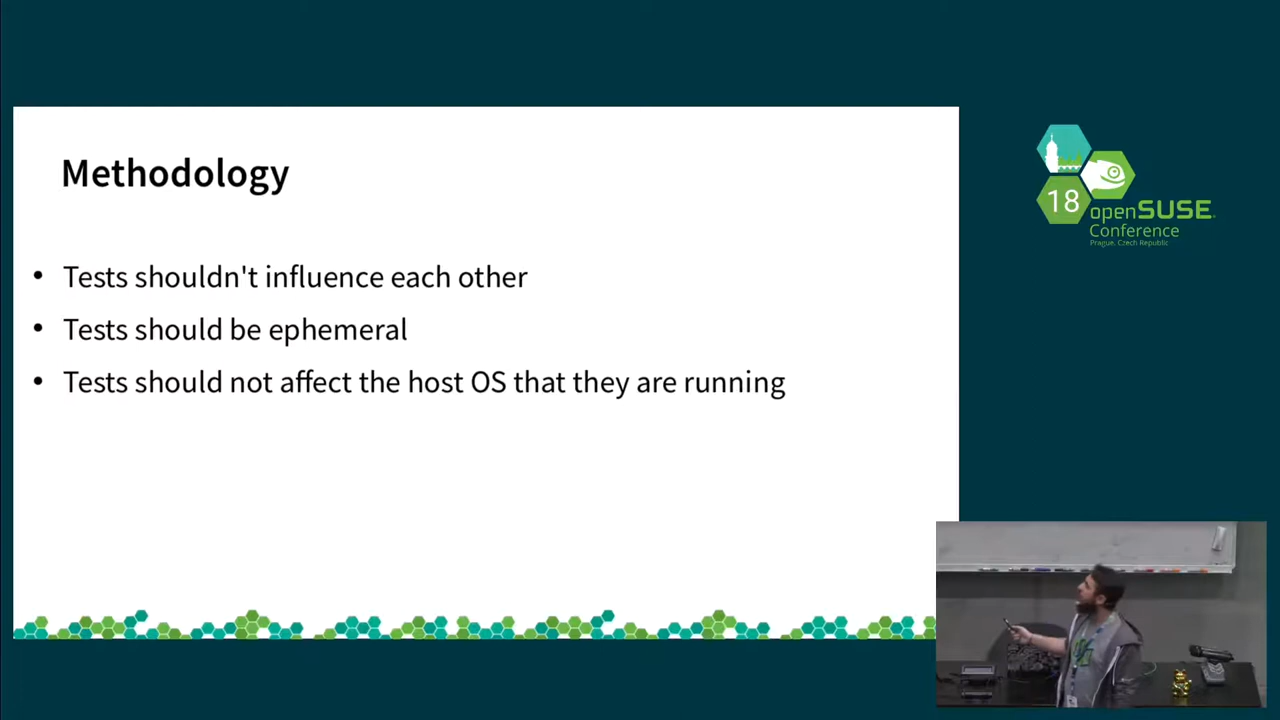 Methodology
• Tests shouldn't influence each other
• Tests should be ephemeral
• Tests should not affect the host OS that they are running
18
openSUSE
Conference
Prague, Czech Republic